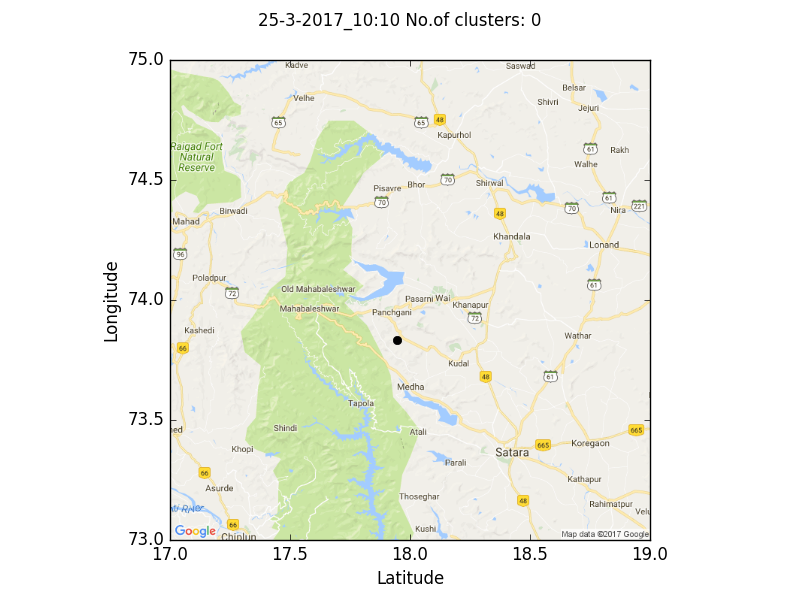 25-3-2017_10:10 No.of clusters: 0
75.0
Kadve
Saswad
Velhe
Belsar
Shivri
Jejuri
65
65
48
Kapurhol
Raigad Fort
Natural
Reserve
61
Rakh
Walhe
74.5
70
Pisavre
Bhor
Shirwal
70
61
221
Mahad
Birwadi
48
70
Nira
Khandala
Lonand
96
Poladpur
72
Old Mahabaleshwar
61
74.0
Mahabaleshwar
Panchgani
Pasarni
Wai
Khanapur
72
Kashedi
66
Wathar
Kudal
48
61
Medha
Tapola
73.5
Shindi
Atali
665
665
Koregaon
Khopi
Satara
Parali
66
Asurde
Kathapur
Thoseghar
48
Rahimatpur
66
Kushi
Google
Chiplun
Map data ©2017 Google
73.0
17.0
17.5
18.0
18.5
19.0
Longitude
Latitude